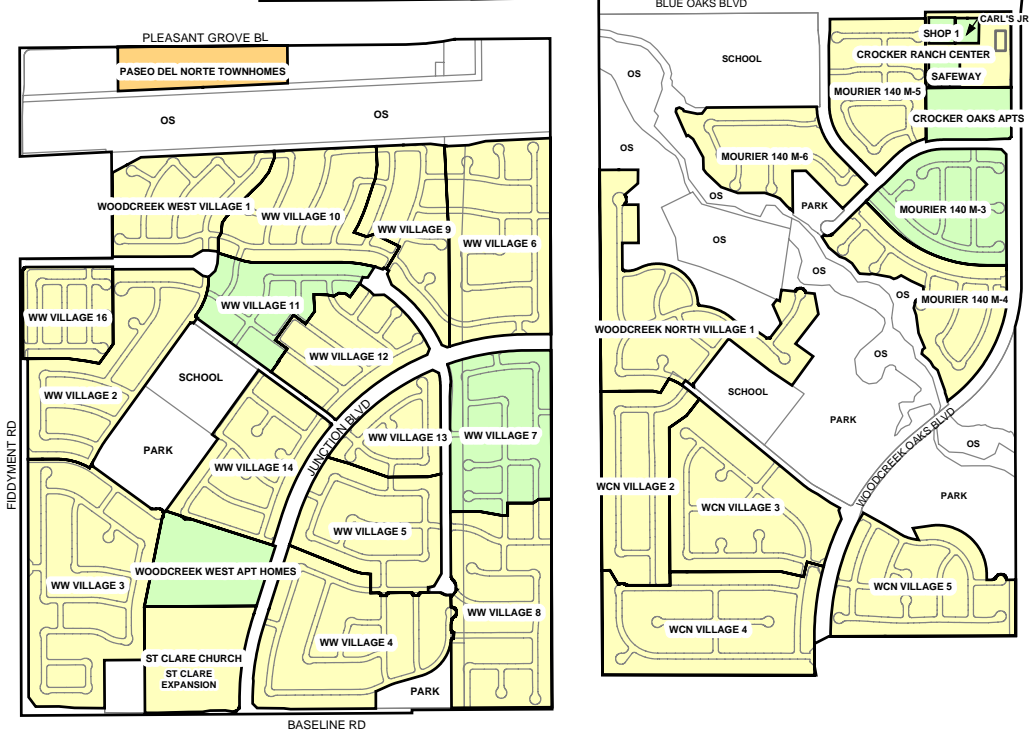 PLEASANT GROVE BL
PASEO DEL NORTE TOWNHOMES
OS
OS
WOODCREEK WEST VILLAGE 1
WW VILLAGE 10
WW VILLAGE 9
WW VILLAGE 6
WW VILLAGE 11
WW VILLAGE 16
WW VILLAGE 12
SCHOOL
WW VILLAGE 2
PARK
WW VILLAGE 14
JUNCTION BLVD
WW VILLAGE 13
WW VILLAGE 7
FIDDYMENT RD
WW VILLAGE 5
WOODCREEK WEST APT HOMES
WW VILLAGE 3
WW VILLAGE 8
WW VILLAGE 4
ST CLARE CHURCH
ST CLARE
EXPANSION
PARK
BASELINE RD
BLUE OAKS BLVD
CARL'S JR
SHOP 1
CROCKER RANCH CENTER
SCHOOL
OS
SAFEWAY
MOURIER 140 M-5
CROCKER OAKS APTS
OS
MOURIER 140 M-6
OS
PARK
MOURIER 140 M-3
OS
OS
OS
MOURIER 140 M-4
WOODCREEK NORTH VILLAGE 1
OS
SCHOOL
PARK
WOODCREEK OAKS BLVD
OS
WCN VILLAGE 2
PARK
WCN VILLAGE 3
WCN VILLAGE 5
WCN VILLAGE 4